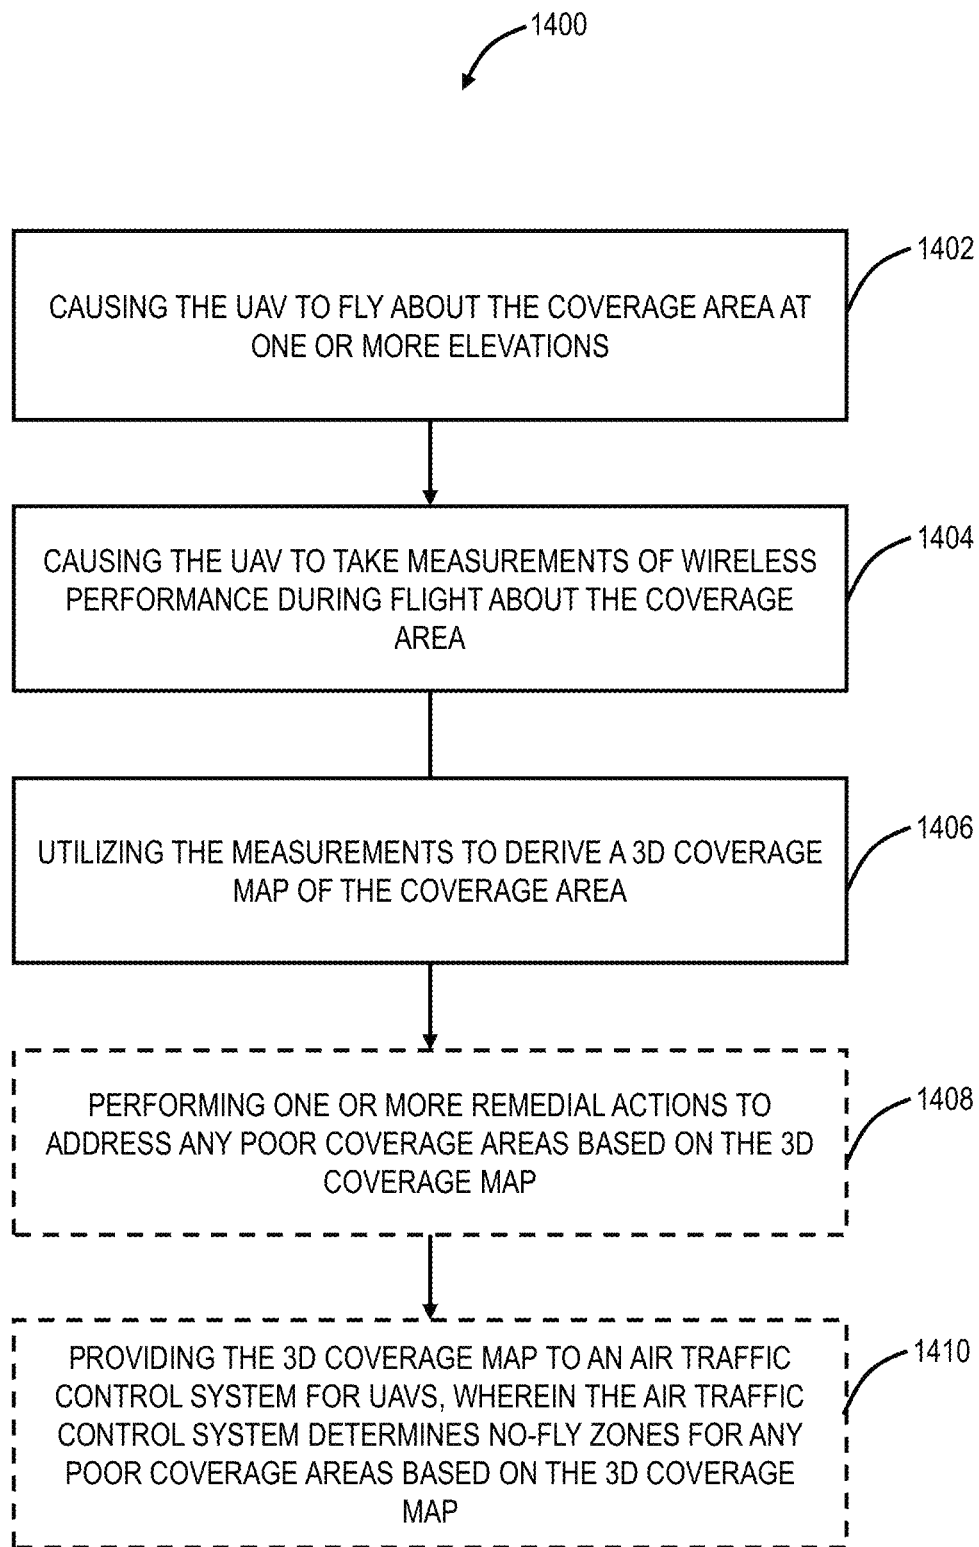 1400
1402
CAUSING THE UAV TO FLY ABOUT THE COVERAGE AREA AT
ONE OR MORE ELEVATIONS
1404
CAUSING THE UAV TO TAKE MEASUREMENTS OF WIRELESS
PERFORMANCE DURING FLIGHT ABOUT THE COVERAGE
AREA
1406
UTILIZING THE MEASUREMENTS TO DERIVE A 3D COVERAGE
MAP OF THE COVERAGE AREA
1408
PERFORMING ONE OR MORE REMEDIAL ACTIONS TO
ADDRESS ANY POOR COVERAGE AREAS BASED ON THE 3D
COVERAGE MAP
1410
PROVIDING THE 3D COVERAGE MAP TO AN AIR TRAFFIC
CONTROL SYSTEM FOR UAVS, WHEREIN THE AIR TRAFFIC
CONTROL SYSTEM DETERMINES NO-FLY ZONES FOR ANY
POOR COVERAGE AREAS BASED ON THE 3D COVERAGE
MAP